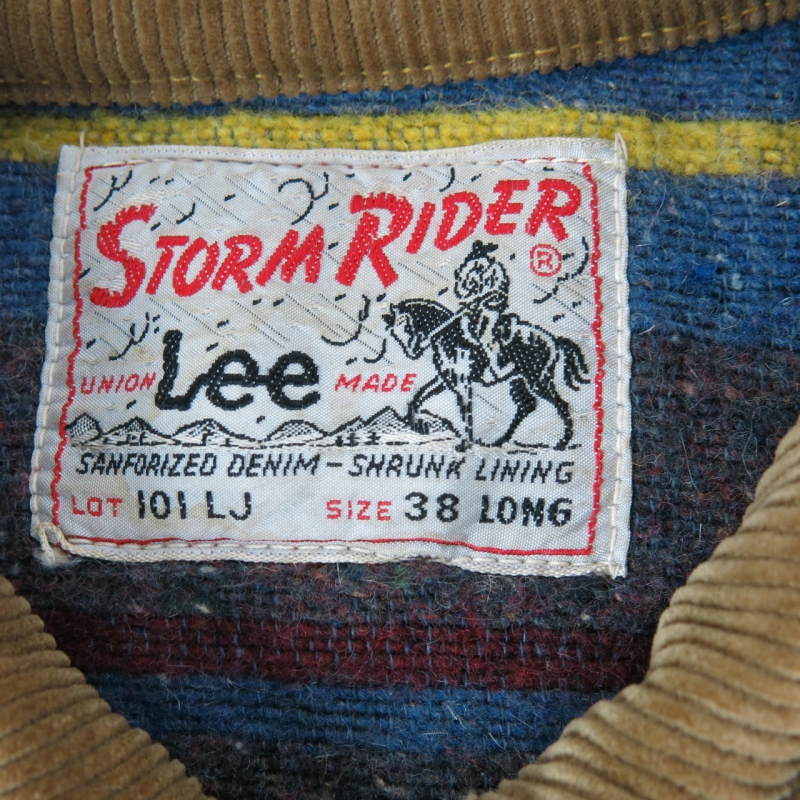 STORM RIDER
®
UNION Lee MADE
SANFORIZED DENIM - SHRUNK LINING
LOT 101 LJ SIZE 38 LONG